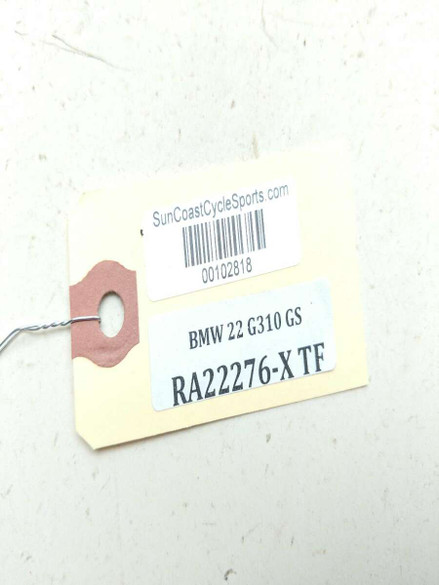 SunCoastCycleSports.com
00102818
BMW 22 G310 GS
RA22276-X TF